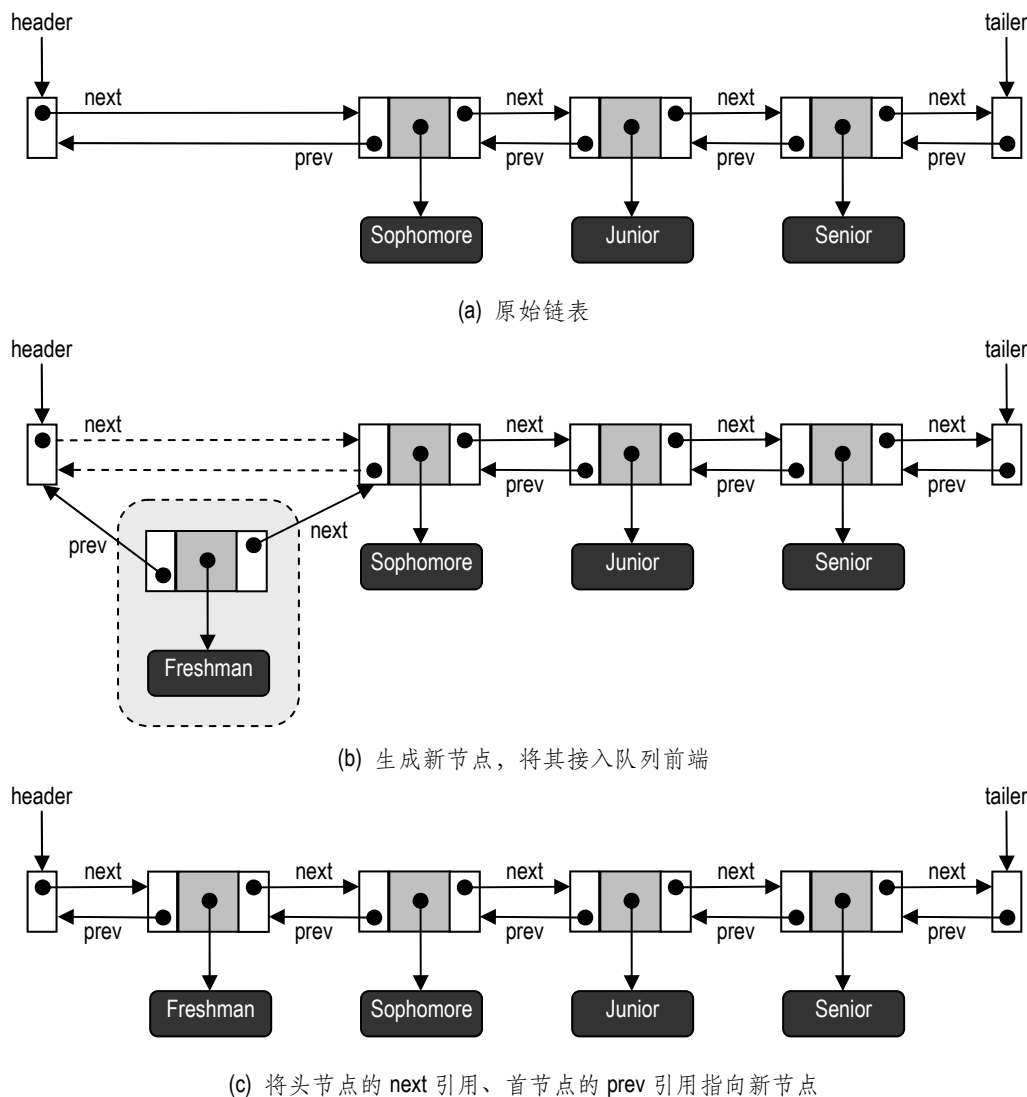 header tailer
next next next next
prev prev prev prev
Sophomore Junior Senior
(a) 原始链表
header tailer
next next next next
prev prev prev
prev next
Sophomore Junior Senior
Freshman
(b) 生成新节点，将其接入队列前端
header tailer
next next next next next
prev prev prev prev prev
Freshman Sophomore Junior Senior
(c) 将头节点的 next 引用、首节点的 prev 引用指向新节点